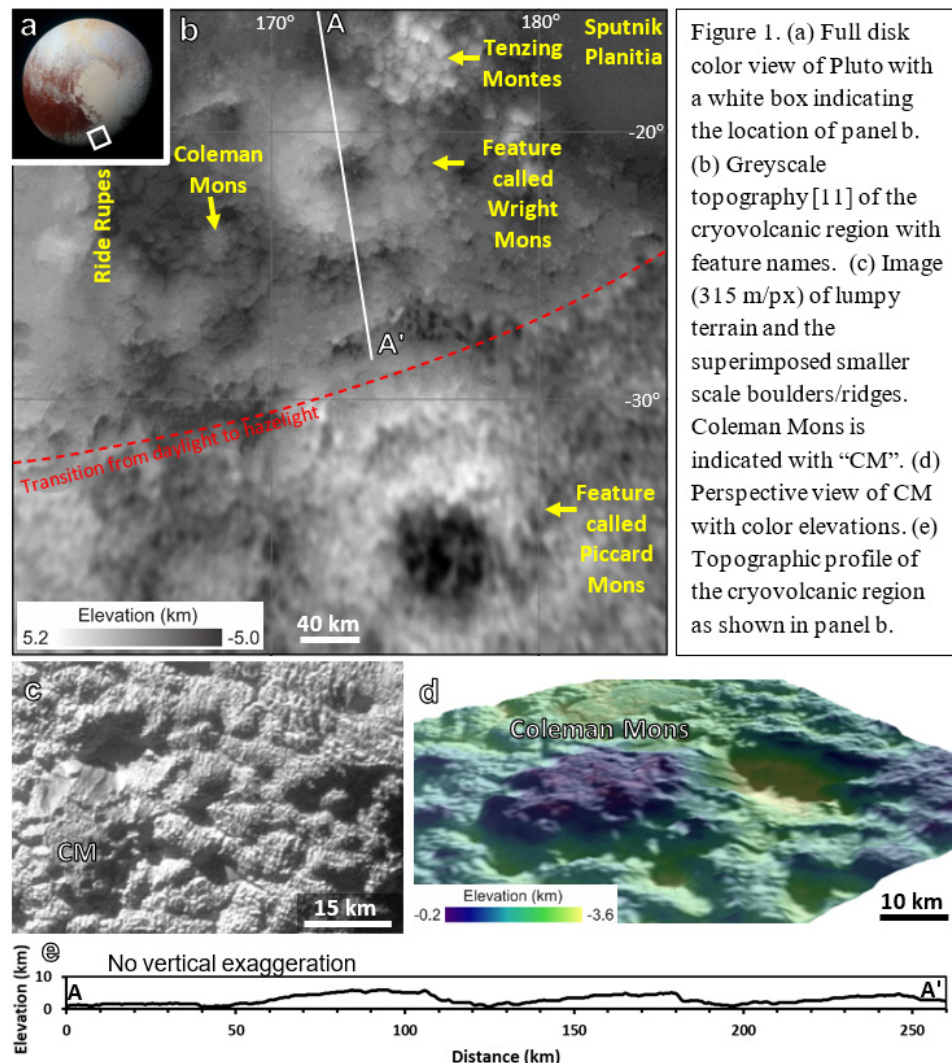 a
b
170°
A
180°
Sputnik
Planitia
Tenzing
Montes
-20°
Coleman
Mons
Feature
called
Wright
Mons
Ride Rupes
A'
-30°
Transition from daylight to hazelight
Feature
called
Piccard
Mons
Elevation (km)
5.2 -5.0
40 km
Figure 1. (a) Full disk
color view of Pluto with
a white box indicating
the location of panel b.
(b) Greyscale
topography [11] of the
cryovolcanic region with
feature names. (c) Image
(315 m/px) of lumpy
terrain and the
superimposed smaller
scale boulders/ridges.
Coleman Mons is
indicated with “CM”. (d)
Perspective view of CM
with color elevations. (e)
Topographic profile of
the cryovolcanic region
as shown in panel b.
c
CM
15 km
d
Coleman Mons
Elevation (km)
-0.2 -3.6
10 km
e
No vertical exaggeration
Elevation (km)
10
0
A
A'
0 50 100 150 200 250
Distance (km)